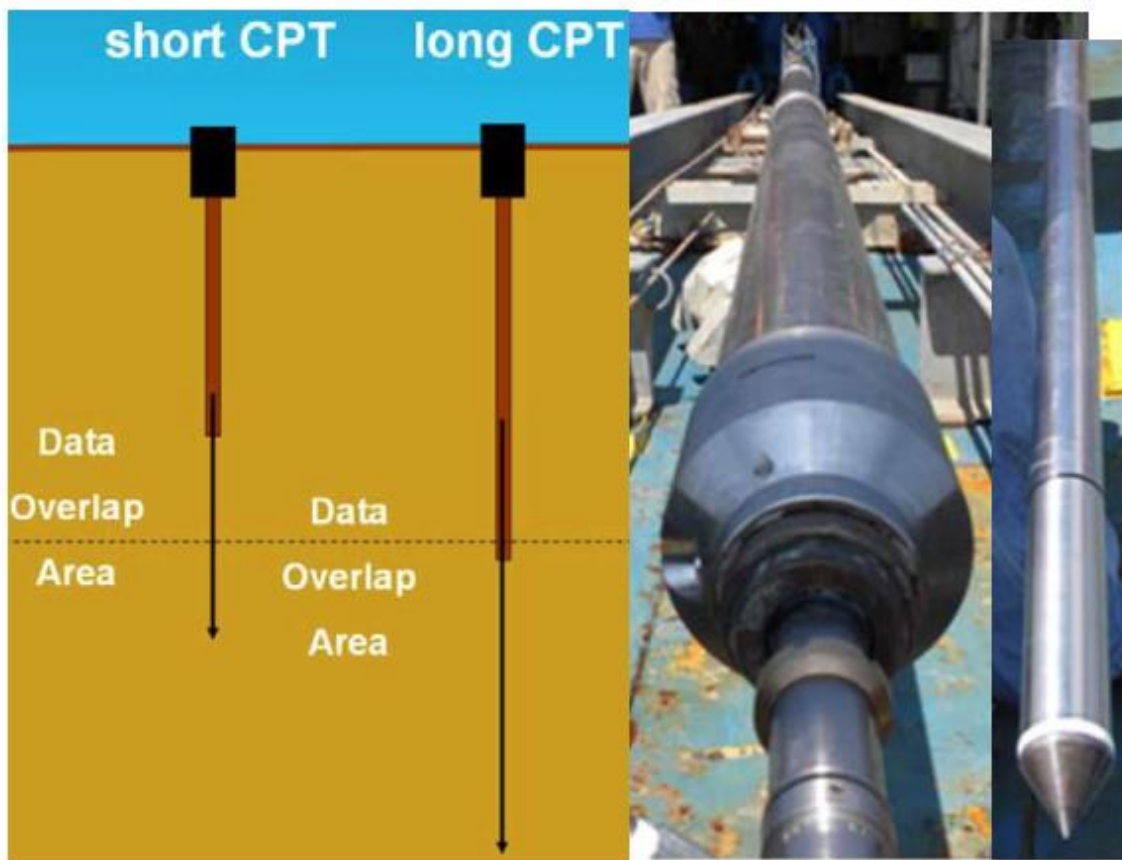 short CPT
long CPT
Data
Overlap
Area
Data
Overlap
Area